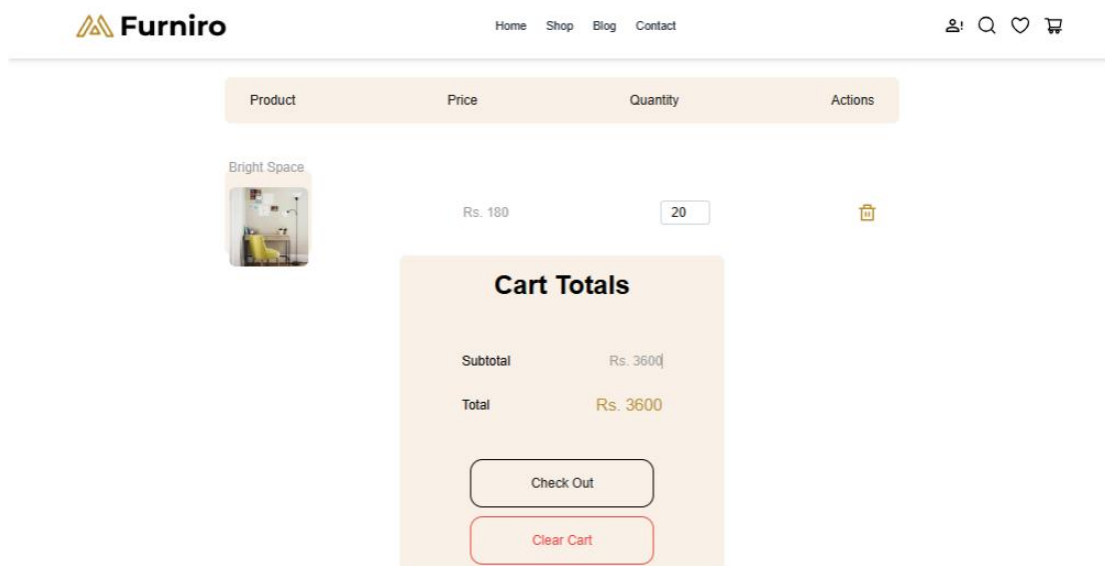 Furniro
Home Shop Blog Contact
Product Price Quantity Actions
Bright Space
Rs. 180 20
Cart Totals
Subtotal Rs. 3600
Total Rs. 3600
Check Out
Clear Cart